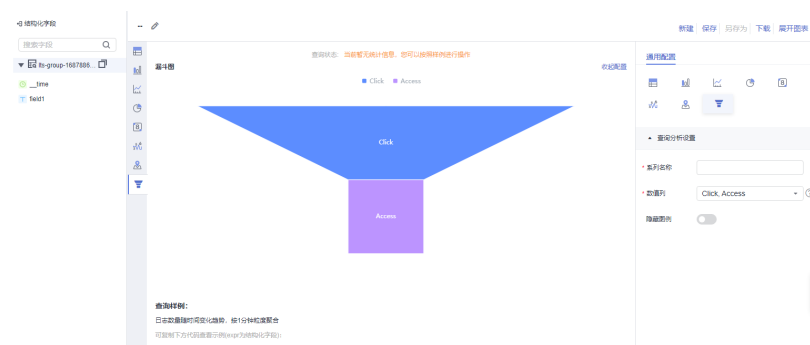 结构化字段
搜索字段
lts-group-1687886...
__time
field1
--
新建 保存 另存为 下载 展开图表
查询状态: 当前暂无统计信息，您可以按照样例进行操作
漏斗图
收起配置
Click Access
Click
Access
查询样例：
日志数量随时间变化趋势，按1分钟粒度聚合
可复制下方代码查看示例(expr为结构化字段):
通用配置
查询分析设置
* 系列名称
* 数值列 Click, Access
隐藏图例